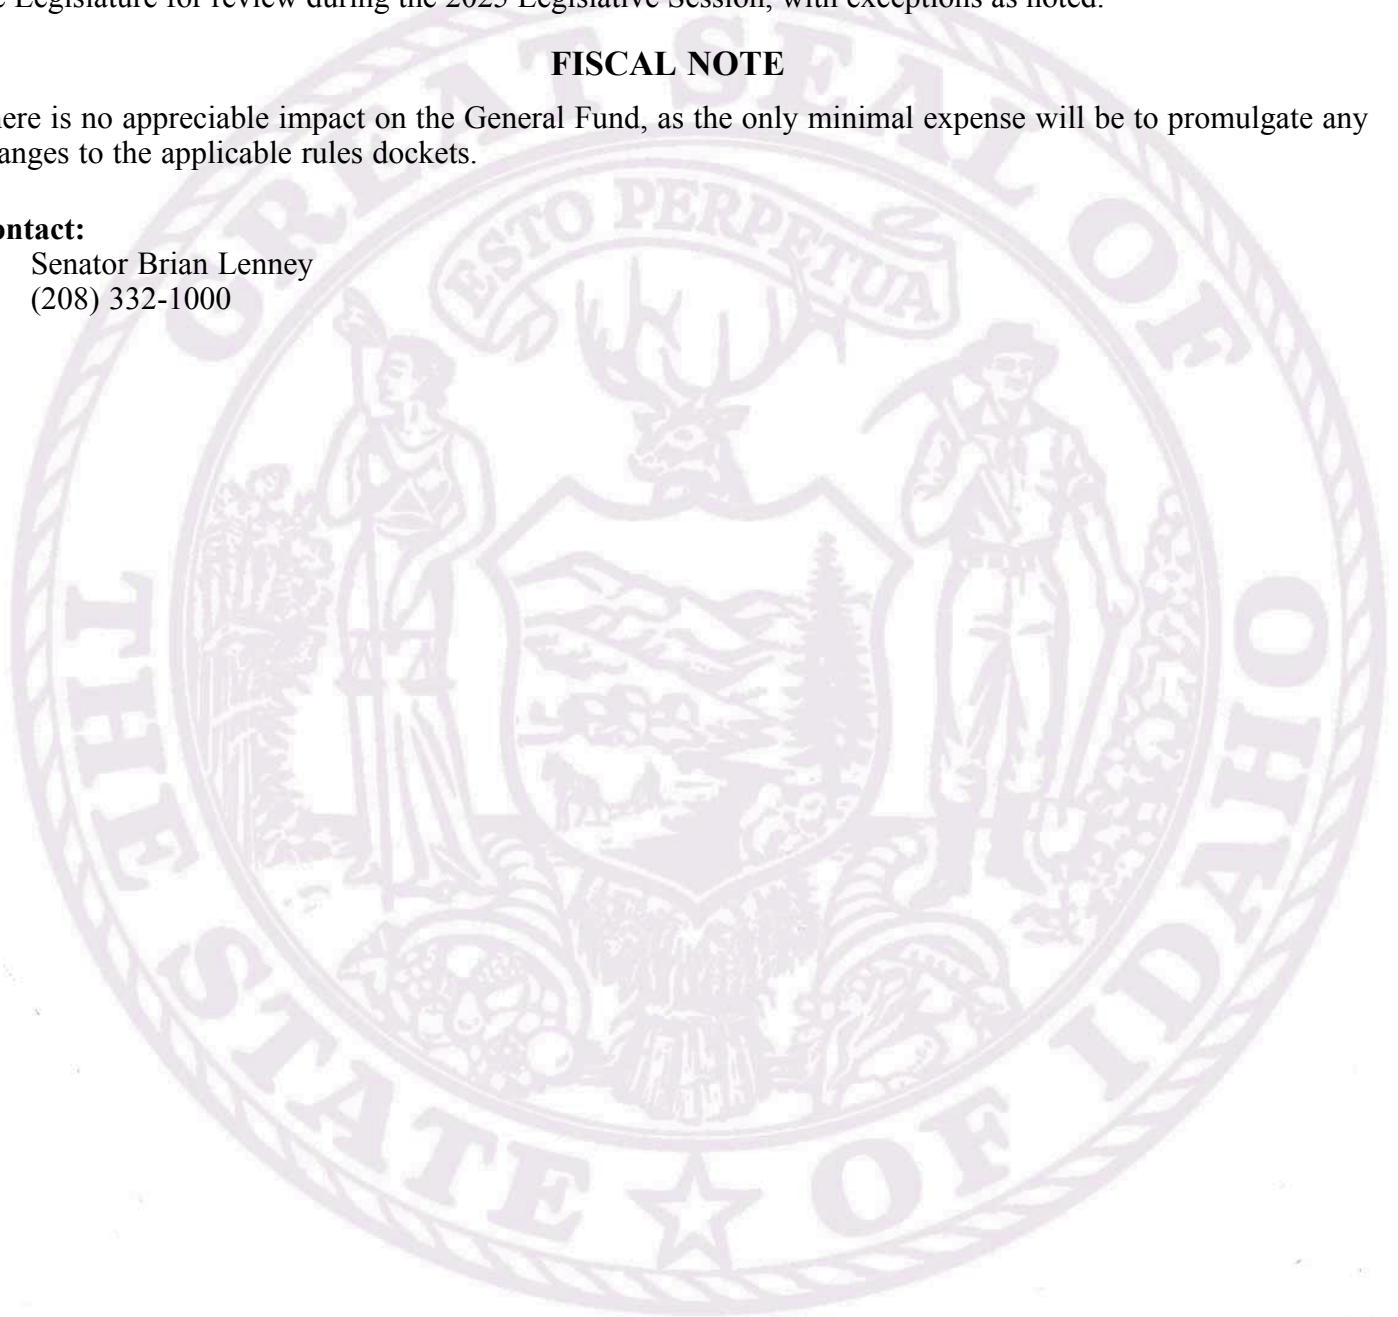 e Legislature for review during the 2025 Legislative Session, with exceptions as noted.
FISCAL NOTE
ere is no appreciable impact on the General Fund, as the only minimal expense will be to promulgate any
anges to the applicable rules dockets.
ontact:
Senator Brian Lenney
(208) 332-1000
GREAT SEAL OF
THE STATE OF IDAHO
ESTO PERPETUA